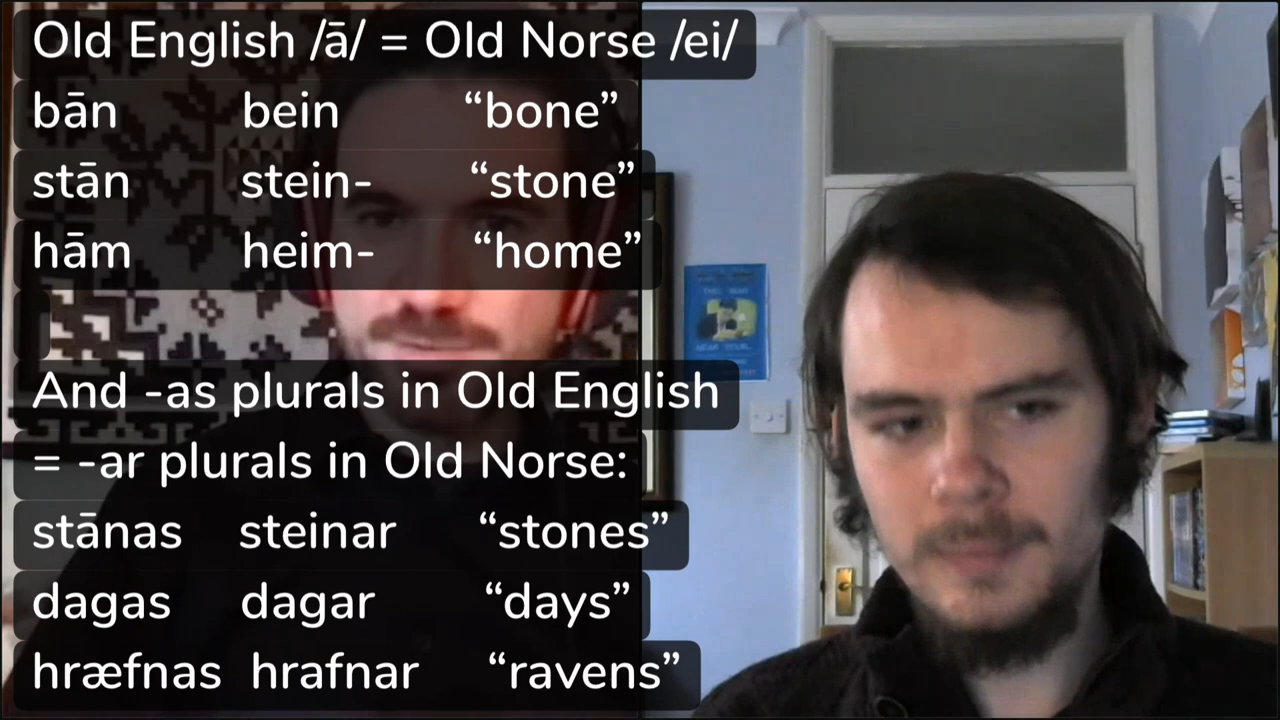 Old English /ā/ = Old Norse /ei/
bān bein “bone”
stān stein- “stone”
hām heim- “home”
And -as plurals in Old English
= -ar plurals in Old Norse:
stānas steinar “stones”
dagas dagar “days”
hræfnas hrafnar “ravens”